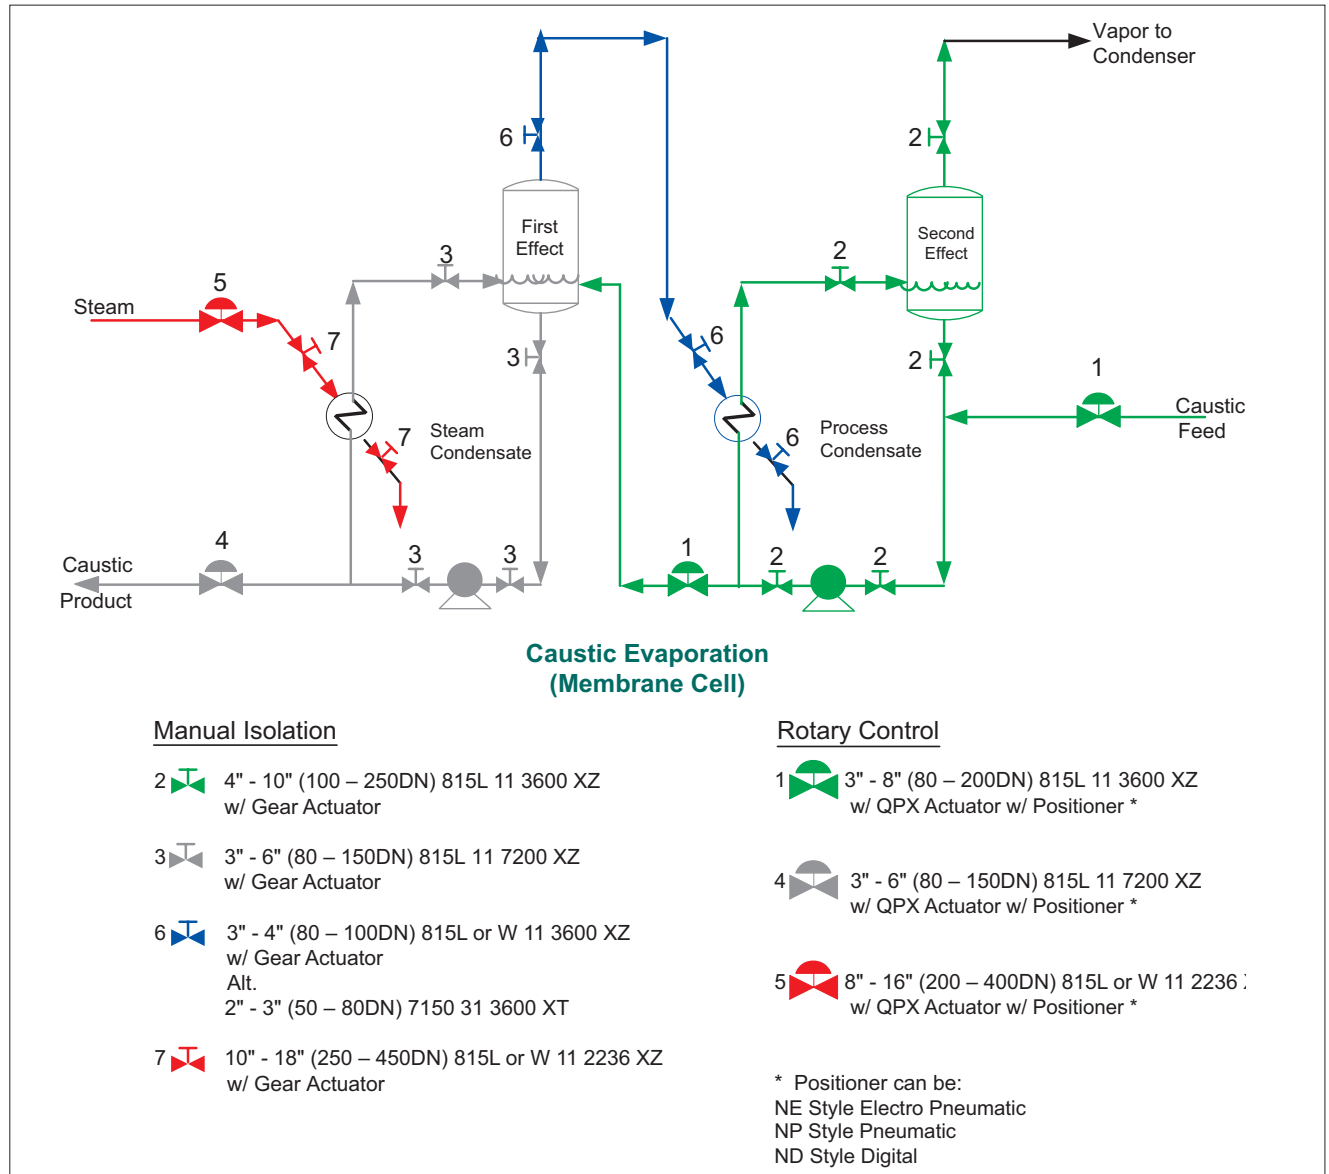 Vapor to
Condenser
6
2
First
Effect
Second
Effect
3
2
5
Steam
7
6
3
2
1
Caustic
Feed
7
Steam
Condensate
6
Process
Condensate
4
3
3
1
2
2
Caustic
Product
Caustic Evaporation
(Membrane Cell)
Manual Isolation
2 4" - 10" (100 – 250DN) 815L 11 3600 XZ
w/ Gear Actuator
3 3" - 6" (80 – 150DN) 815L 11 7200 XZ
w/ Gear Actuator
6 3" - 4" (80 – 100DN) 815L or W 11 3600 XZ
w/ Gear Actuator
Alt.
2" - 3" (50 – 80DN) 7150 31 3600 XT
7 10" - 18" (250 – 450DN) 815L or W 11 2236 XZ
w/ Gear Actuator
Rotary Control
1 3" - 8" (80 – 200DN) 815L 11 3600 XZ
w/ QPX Actuator w/ Positioner *
4 3" - 6" (80 – 150DN) 815L 11 7200 XZ
w/ QPX Actuator w/ Positioner *
5 8" - 16" (200 – 400DN) 815L or W 11 2236
w/ QPX Actuator w/ Positioner *
* Positioner can be:
NE Style Electro Pneumatic
NP Style Pneumatic
ND Style Digital